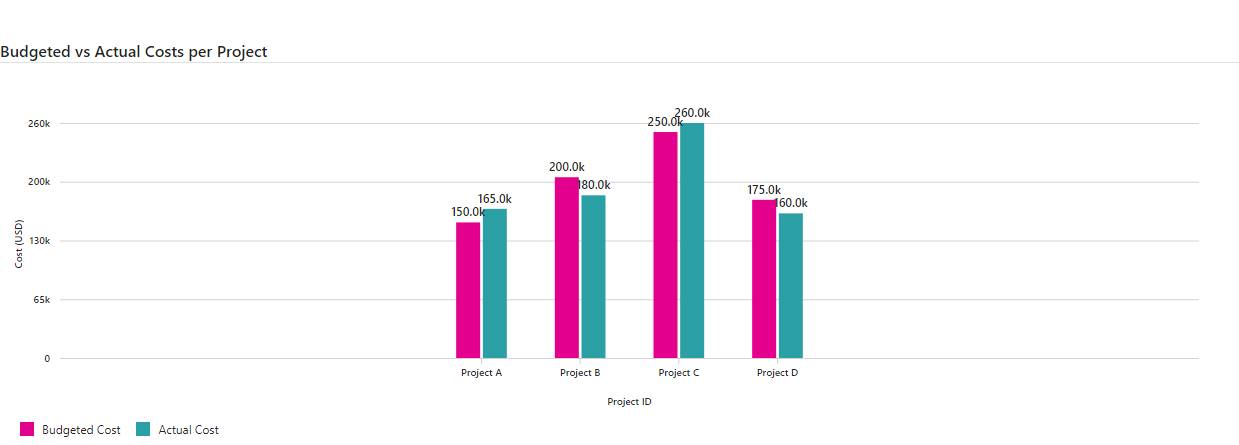 Budgeted vs Actual Costs per Project
260.0k
250.0k
260k
200.0k
200k
180.0k
175.0k
165.0k
160.0k
150.0k
130k
Cost (USD)
65k
0
Project A Project B Project C Project D
Project ID
Budgeted Cost Actual Cost